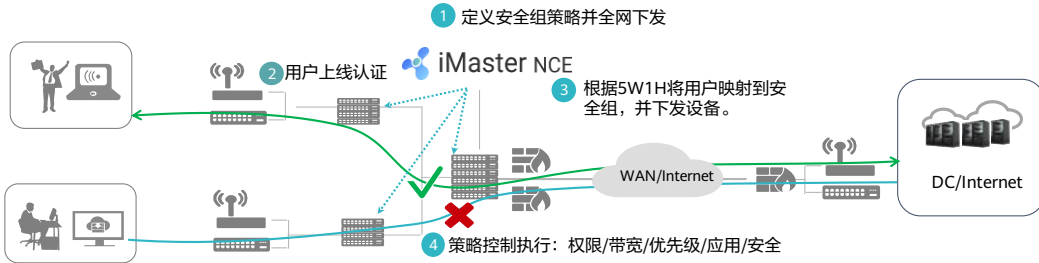 1 定义安全组策略并全网下发
2 用户上线认证
iMaster NCE
3 根据5W1H将用户映射到安
全组，并下发设备。
WAN/Internet
DC/Internet
4 策略控制执行：权限/带宽/优先级/应用/安全